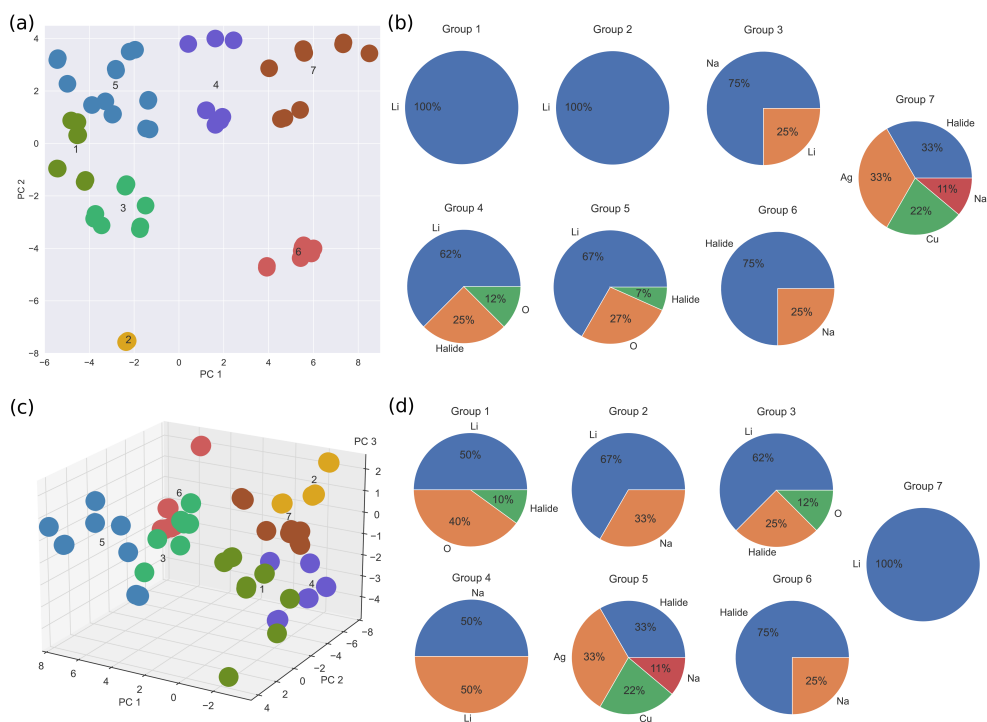 (a)
4
2
0
−2
−4
−6
−8
PC 2
−6
−4
−2
0
2
4
6
8
PC 1
5
4
7
1
3
6
2
(b)
Group 1
Li
100%
Group 2
Li
100%
Group 3
Na
75%
25%
Li
Group 7
Halide
33%
Ag
33%
11%
Na
22%
Cu
Group 4
Li
62%
12%
O
25%
Halide
Group 5
Li
67%
7%
Halide
27%
O
Group 6
Halide
75%
25%
Na
(c)
PC 3
2
1
0
−1
−2
−3
−4
8
6
4
2
0
−2
PC 1
4
2
0
−2
−4
−6
−8
PC 2
6
2
5
7
3
1
4
(d)
Group 1
Li
50%
10%
Halide
40%
O
Group 2
Li
67%
33%
Na
Group 3
Li
62%
12%
O
25%
Halide
Group 7
Li
100%
Group 4
Na
50%
50%
Li
Group 5
Halide
33%
Ag
33%
11%
Na
22%
Cu
Group 6
Halide
75%
25%
Na